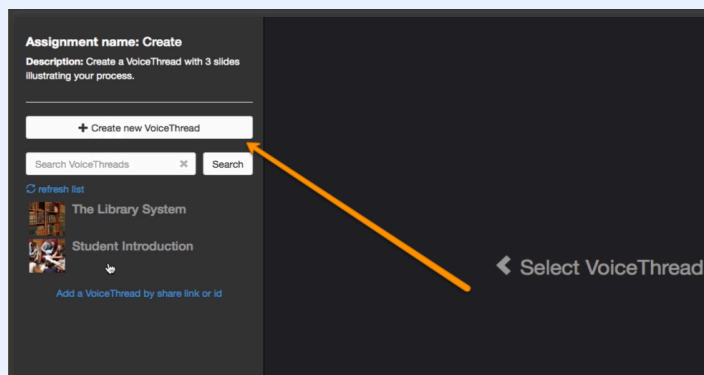 Assignment name: Create
Description: Create a VoiceThread with 3 slides
illustrating your process.
+ Create new VoiceThread
Search VoiceThreads
Search
refresh list
The Library System
Student Introduction
Add a VoiceThread by share link or id
Select VoiceThread